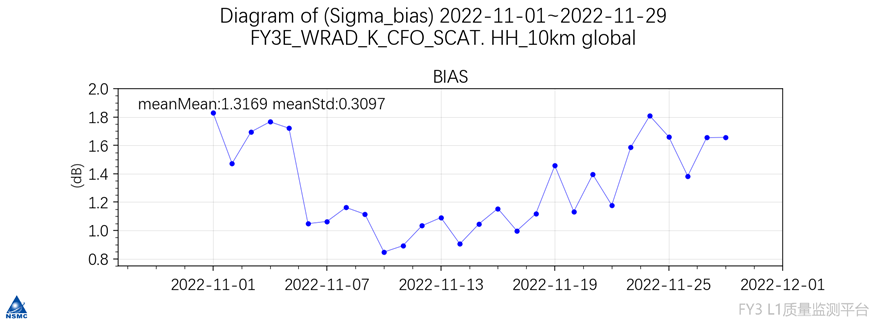 Diagram of (Sigma_bias) 2022-11-01~2022-11-29
FY3E_WRAD_K_CFO_SCAT. HH_10km global
BIAS
meanMean:1.3169 meanStd:0.3097
2.0
1.8
1.6
1.4
1.2
1.0
0.8
(dB)
2022-11-01 2022-11-07 2022-11-13 2022-11-19 2022-11-25 2022-12-01
NSMC
FY3 L1质量监测平台